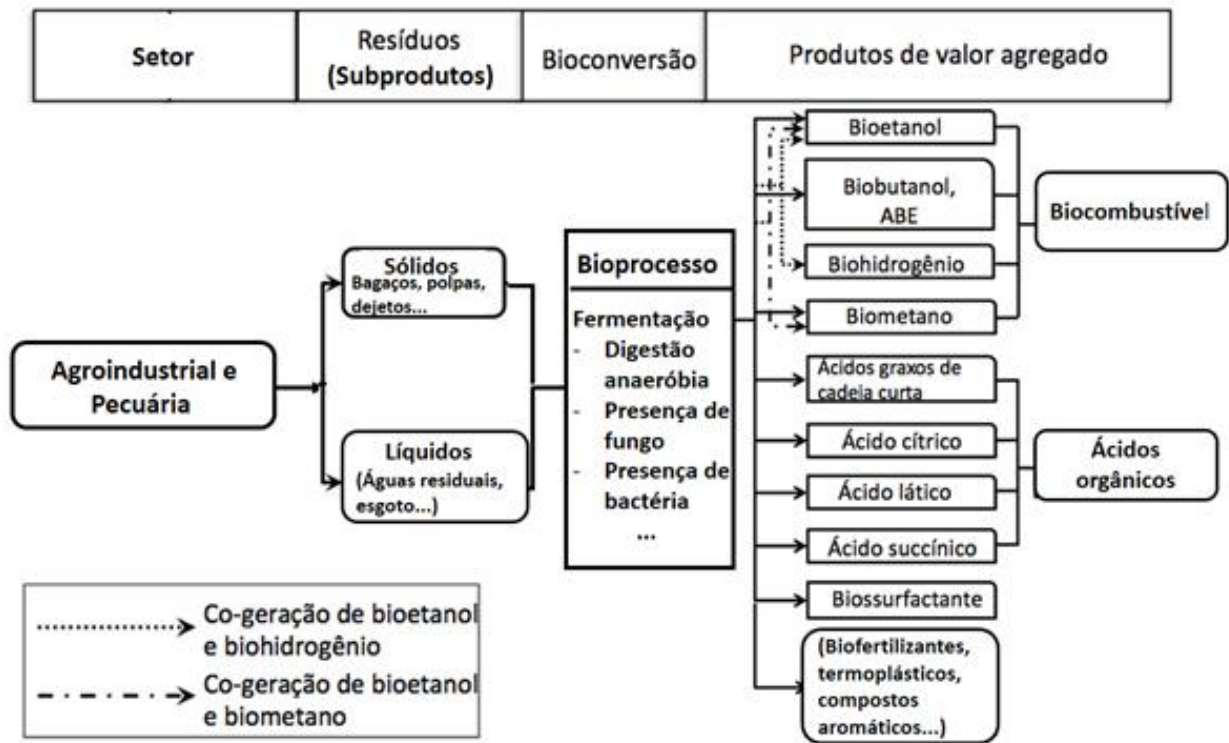 Setor
Resíduos
(Subprodutos)
Bioconversão
Produtos de valor agregado
Agroindustrial e
Pecuária
Sólidos
Bagaços, polpas,
dejetos...
Líquidos
(Águas residuais,
esgoto...)
Bioprocesso
Fermentação
- Digestão
anaeróbia
- Presença de
fungo
- Presença de
bactéria
...
Bioetanol
Biobutanol,
ABE
Biohidrogênio
Biometano
Biocombustível
Ácidos graxos de
cadeia curta
Ácido cítrico
Ácido lático
Ácido succínico
Ácidos
orgânicos
Biossurfactante
(Biofertilizantes,
termoplásticos,
compostos
aromáticos...)
Co-geração de bioetanol
e biohidrogênio
Co-geração de bioetanol
e biometano